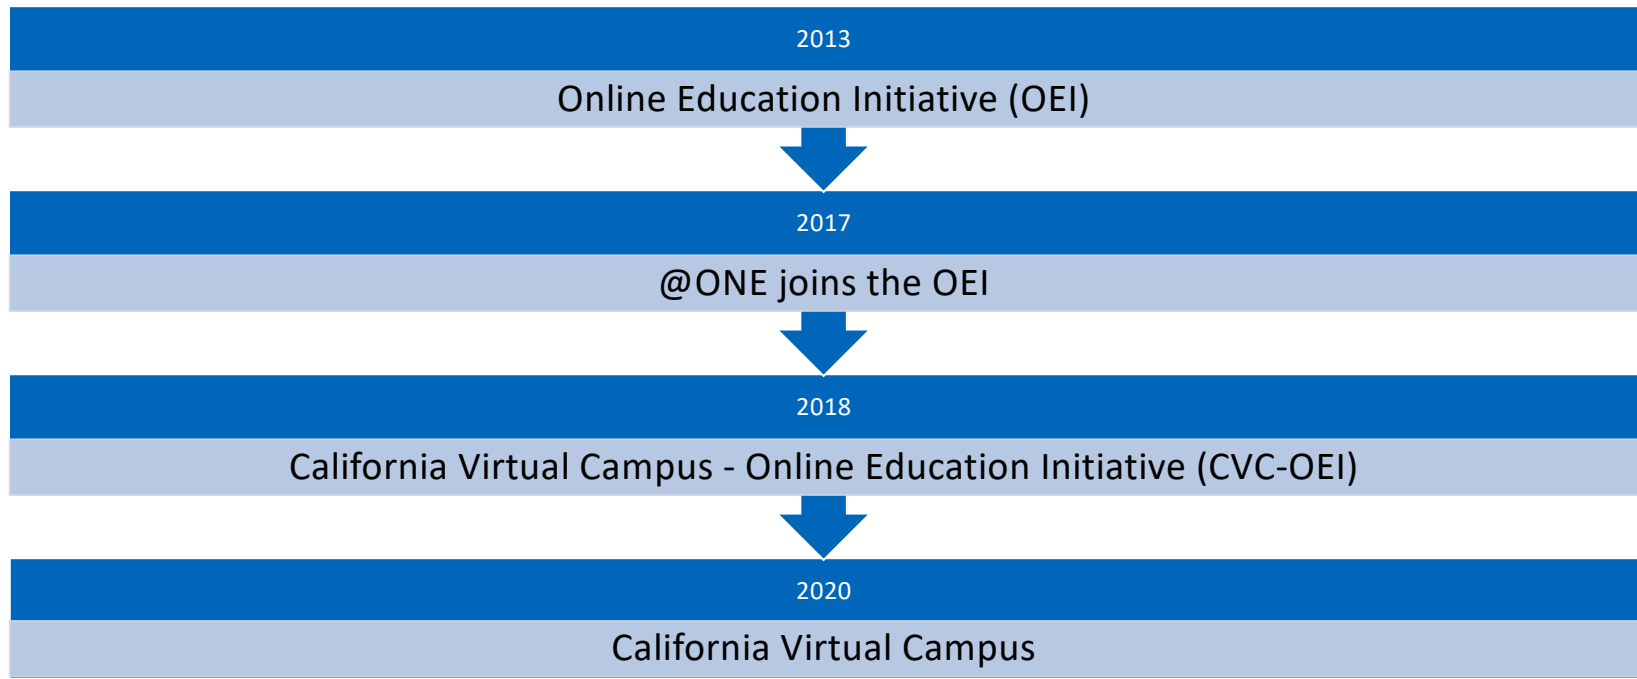 2013
Online Education Initiative (OEI)
2017
@ONE joins the OEI
2018
California Virtual Campus - Online Education Initiative (CVC-OEI)
2020
California Virtual Campus